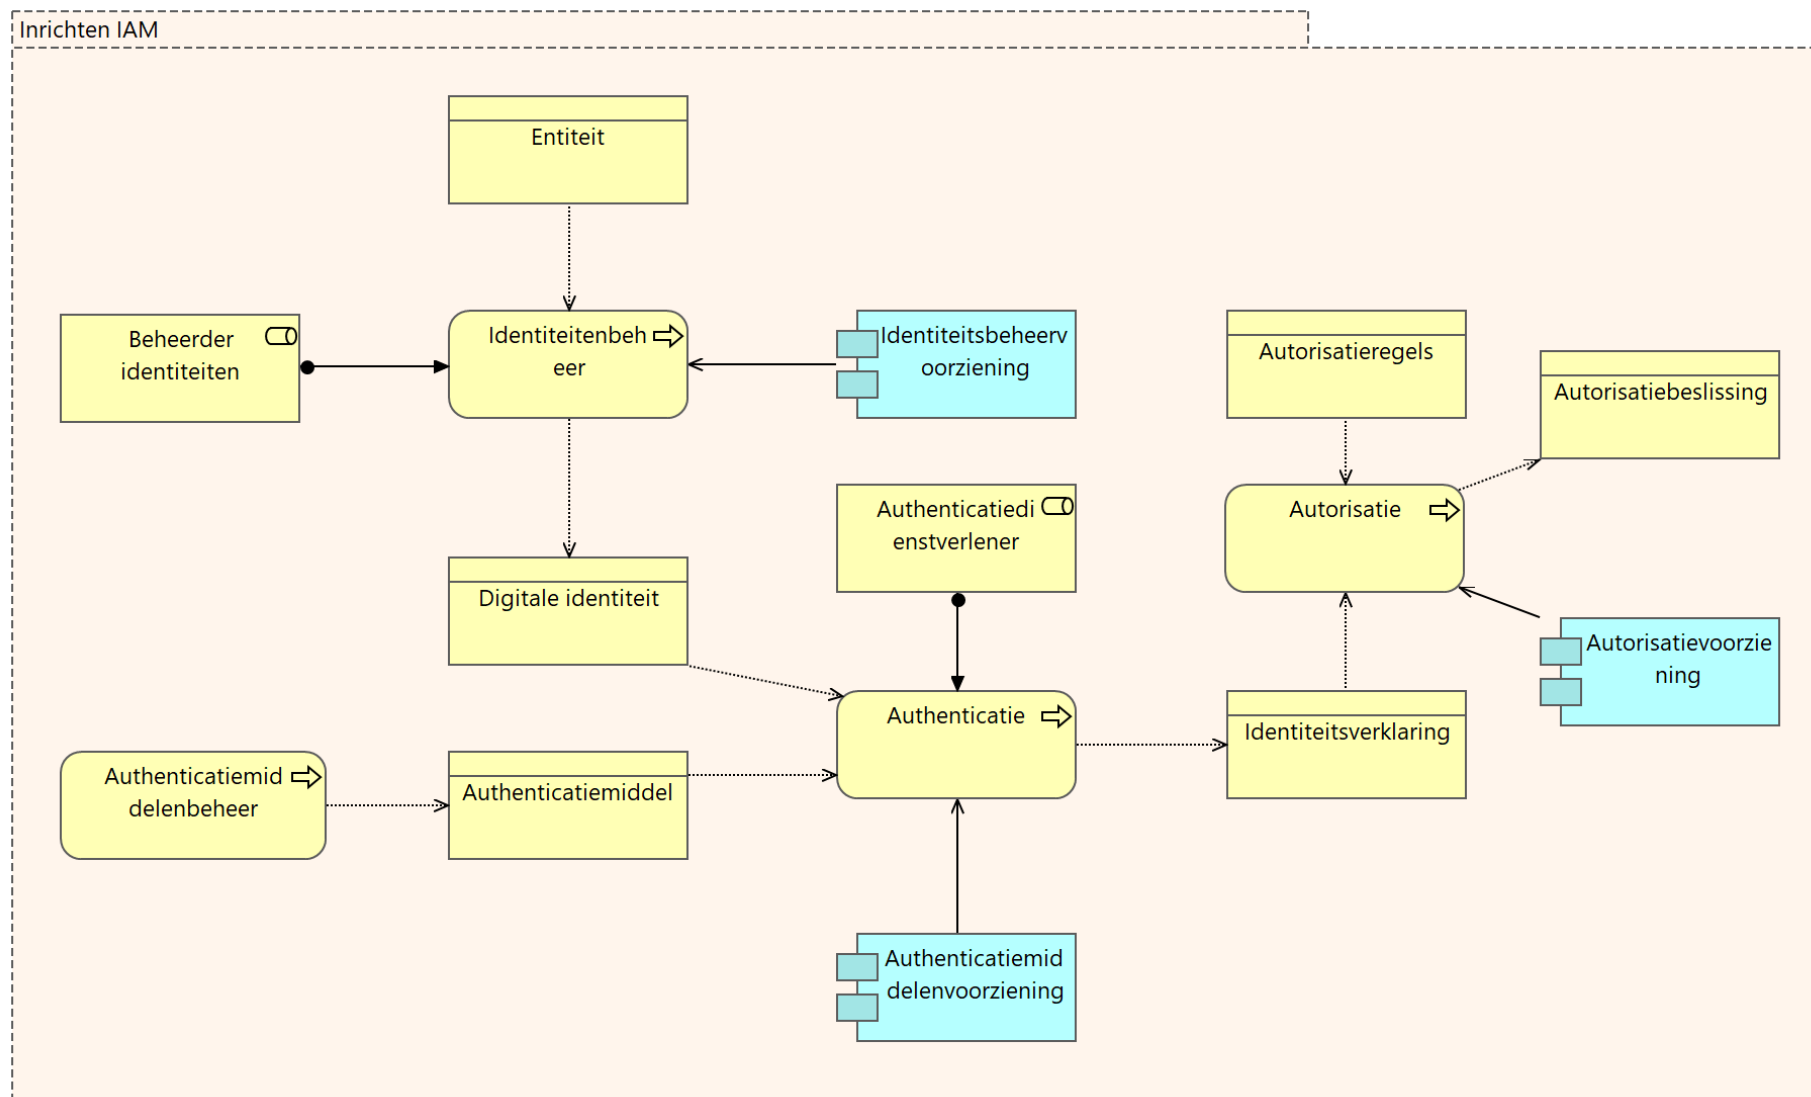 Inrichten IAM
Entiteit
Beheerder
identiteiten
Identiteitenbeh
eer
Identiteitsbeheerv
oorziening
Autorisatieregels
Autorisatiebeslissing
Authenticatiedi
enstverlener
Autorisatie
Digitale identiteit
Autorisatievoorzie
ning
Authenticatie
Identiteitsverklaring
Authenticatiemid
delenbeheer
Authenticatiemiddel
Authenticatiemid
delenvoorziening